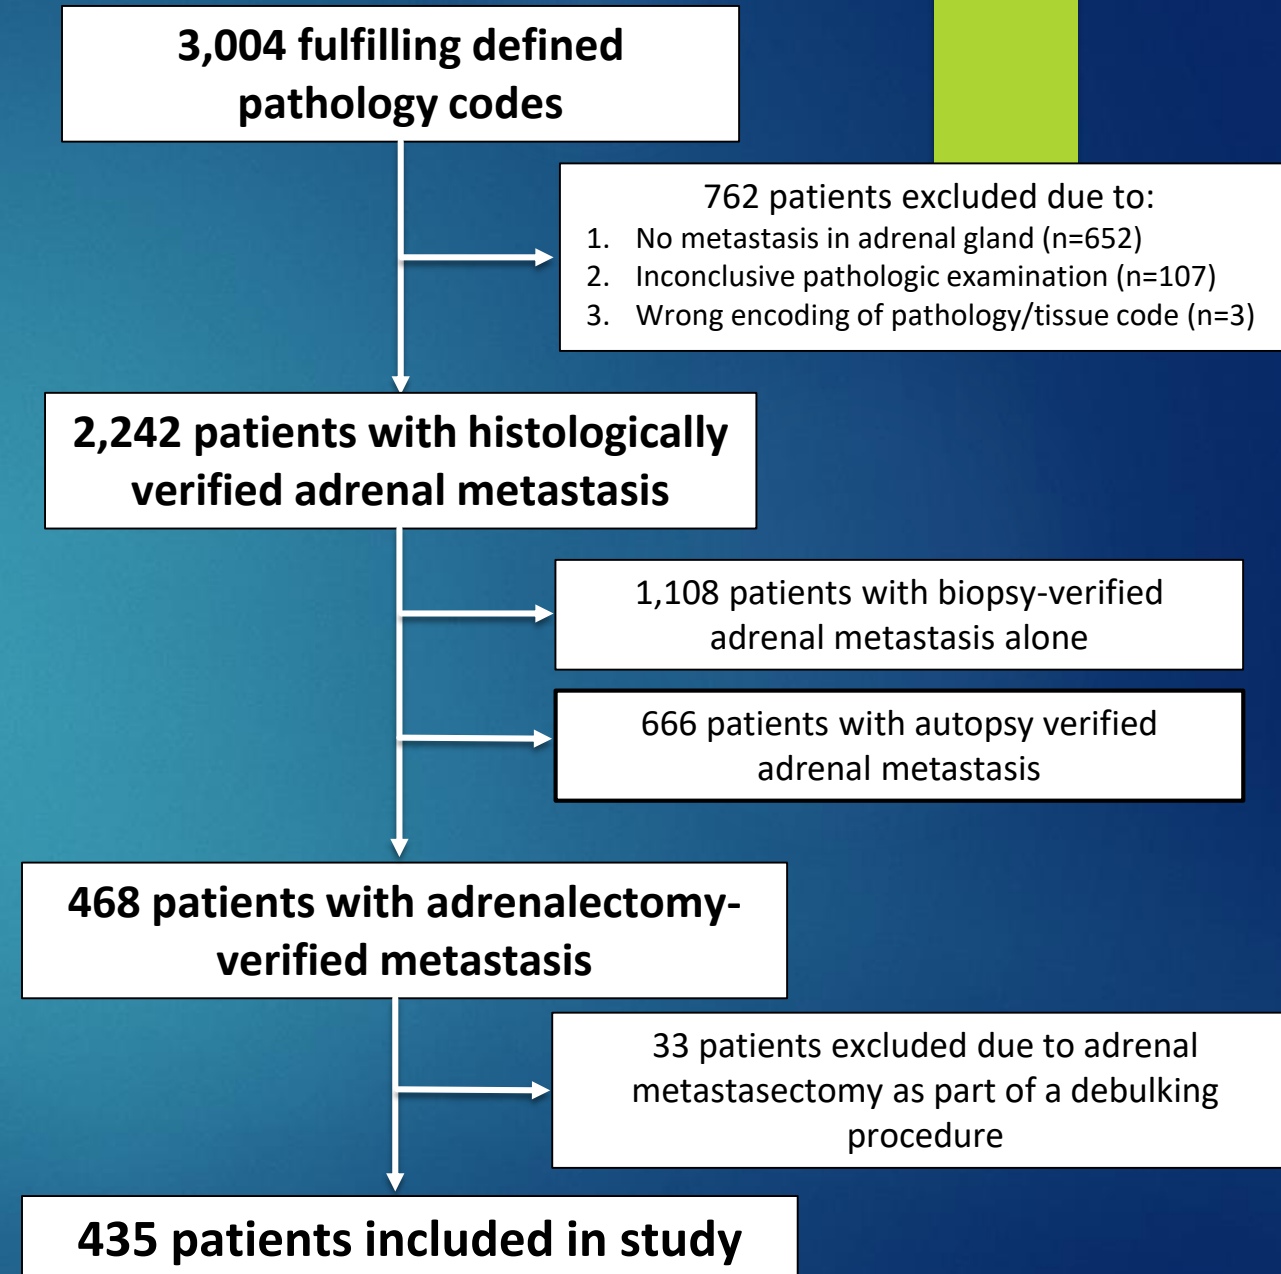 3,004 fulfilling defined
pathology codes
762 patients excluded due to:
1. No metastasis in adrenal gland (n=652)
2. Inconclusive pathologic examination (n=107)
3. Wrong encoding of pathology/tissue code (n=3)
2,242 patients with histologically
verified adrenal metastasis
1,108 patients with biopsy-verified
adrenal metastasis alone
666 patients with autopsy verified
adrenal metastasis
468 patients with adrenalectomy-
verified metastasis
33 patients excluded due to adrenal
metastasectomy as part of a debulking
procedure
435 patients included in study